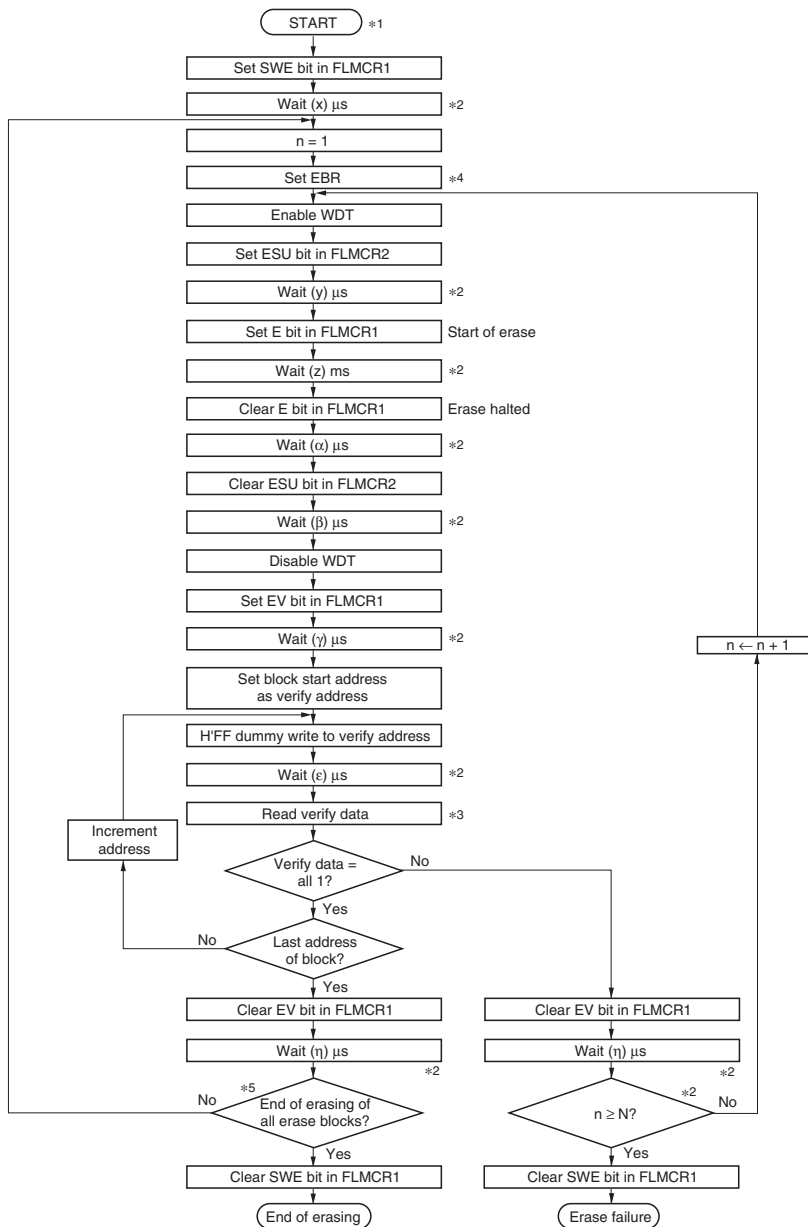 START *1
Set SWE bit in FLMCR1
Wait (x) μs *2
n = 1
Set EBR *4
Enable WDT
Set ESU bit in FLMCR2
Wait (y) μs *2
Set E bit in FLMCR1 Start of erase
Wait (z) ms *2
Clear E bit in FLMCR1 Erase halted
Wait (α) μs *2
Clear ESU bit in FLMCR2
Wait (β) μs *2
Disable WDT
Set EV bit in FLMCR1
Wait (γ) μs *2
n ← n + 1
Set block start address
as verify address
H'FF dummy write to verify address
Wait (ε) μs *2
Read verify data *3
Increment
address
Verify data =
all 1?
No
Yes
Last address
of block?
No
Yes
Clear EV bit in FLMCR1
Wait (η) μs
*2
*5
End of erasing of
all erase blocks?
No
Yes
Clear SWE bit in FLMCR1
End of erasing
Clear EV bit in FLMCR1
Wait (η) μs
*2
*2
n ≥ N?
No
Yes
Clear SWE bit in FLMCR1
Erase failure